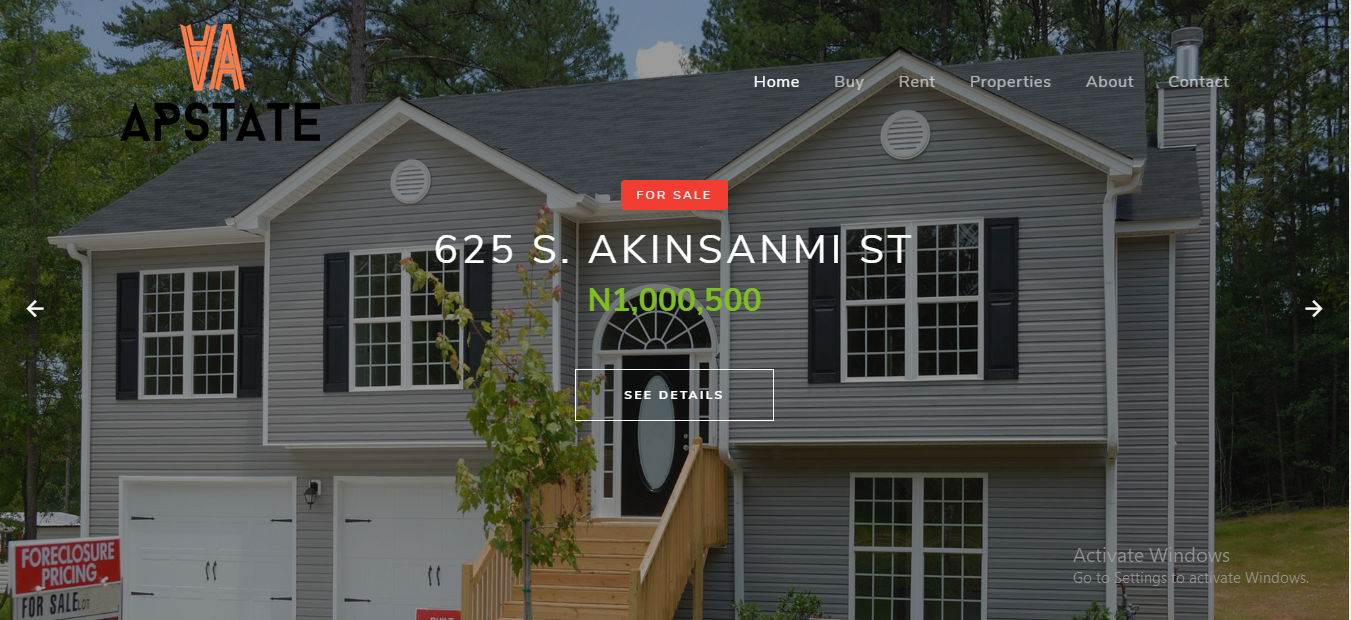 APSTATE
Home Buy Rent Properties About Contact
FOR SALE
625 S. AKINSANMI ST
N1,000,500
SEE DETAILS
FORECLOSURE
PRICING
FOR SALE LOT
Activate Windows
Go to Settings to activate Windows.